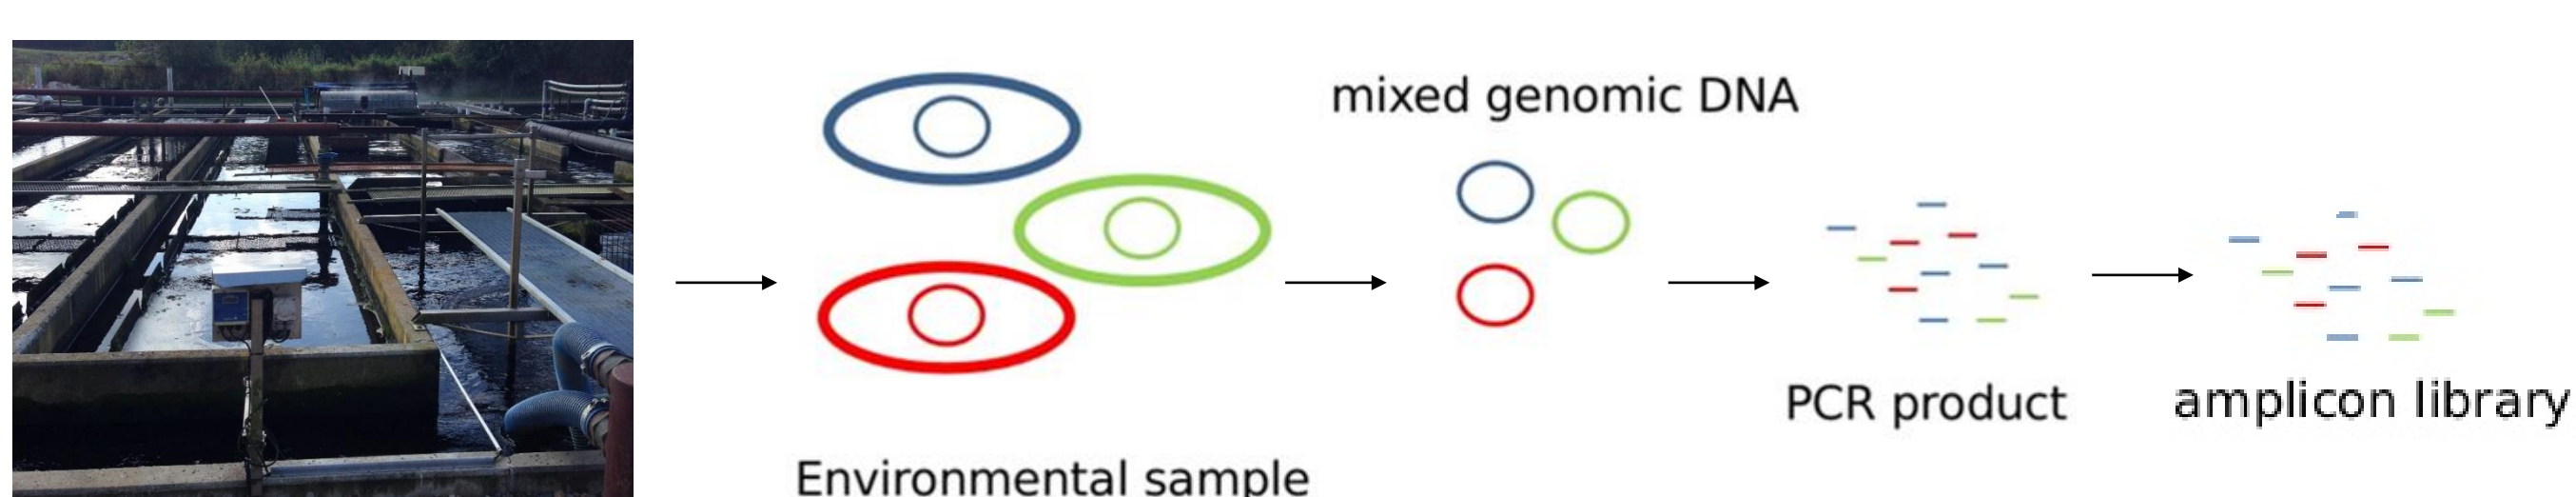 mixed genomic DNA
PCR product
amplicon library
Environmental sample